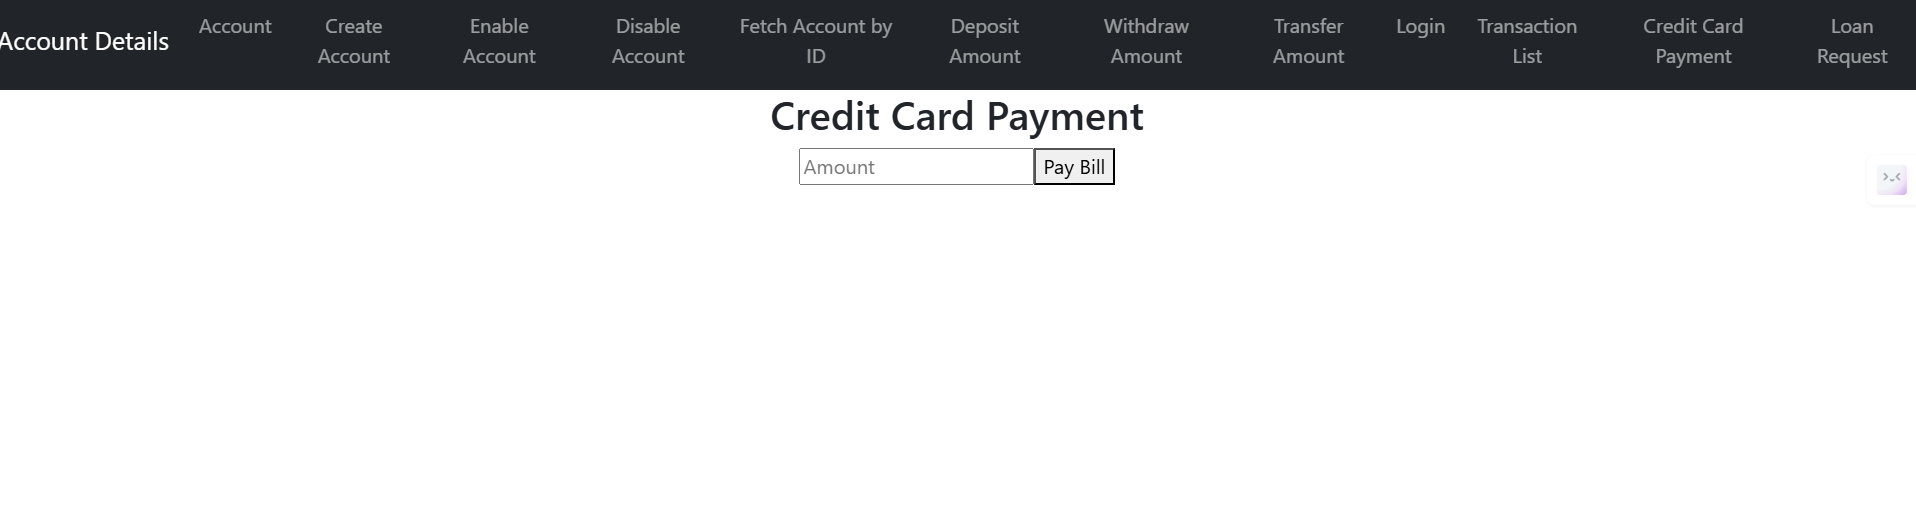 Account Details
Account
Create
Account
Enable
Account
Disable
Account
Fetch Account by
ID
Deposit
Amount
Withdraw
Amount
Transfer
Amount
Login
Transaction
List
Credit Card
Payment
Loan
Request
Credit Card Payment
Amount
Pay Bill